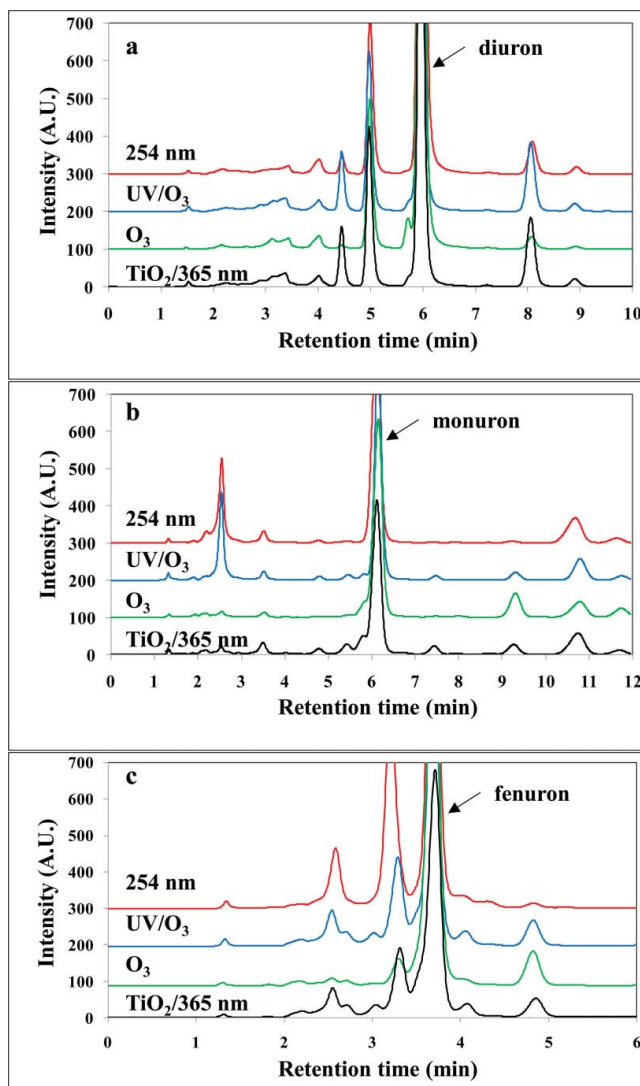 a
diuron
Intensity (A.U.)
700
600
500
400
300
200
100
0
254 nm
UV/O3
O3
TiO2/365 nm
0 1 2 3 4 5 6 7 8 9 10
Retention time (min)
b
monuron
Intensity (A.U.)
700
600
500
400
300
200
100
0
254 nm
UV/O3
O3
TiO2/365 nm
0 1 2 3 4 5 6 7 8 9 10 11 12
Retention time (min)
c
fenuron
Intensity (A.U.)
700
600
500
400
300
200
100
0
254 nm
UV/O3
O3
TiO2/365 nm
0 1 2 3 4 5 6
Retention time (min)